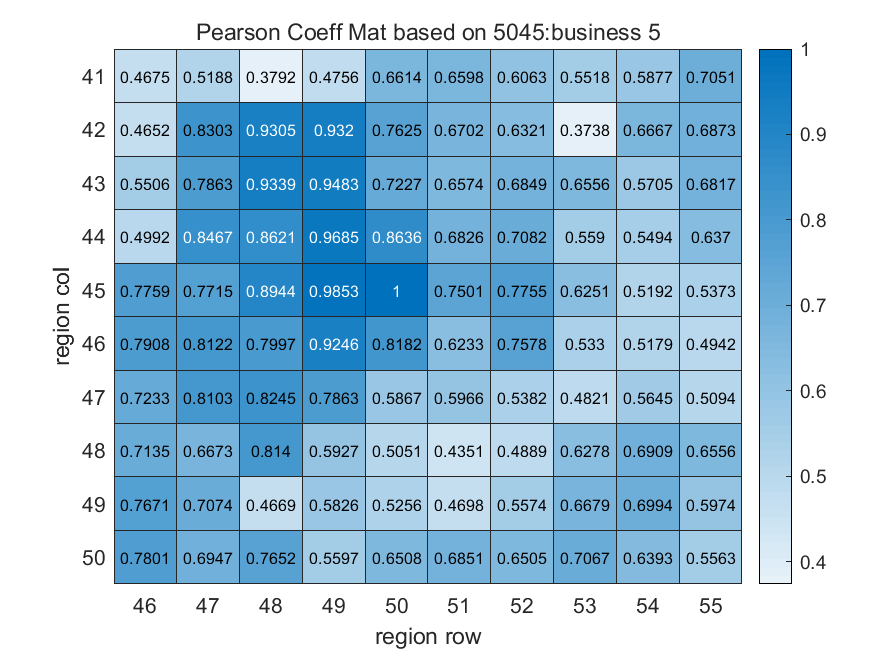 Pearson Coeff Mat based on 5045:business 5
41 0.4675 0.5188 0.3792 0.4756 0.6614 0.6598 0.6063 0.5518 0.5877 0.7051
42 0.4652 0.8303 0.9305 0.932 0.7625 0.6702 0.6321 0.3738 0.6667 0.6873
43 0.5506 0.7863 0.9339 0.9483 0.7227 0.6574 0.6849 0.6556 0.5705 0.6817
44 0.4992 0.8467 0.8621 0.9685 0.8636 0.6826 0.7082 0.559 0.5494 0.637
45 0.7759 0.7715 0.8944 0.9853 1 0.7501 0.7755 0.6251 0.5192 0.5373
46 0.7908 0.8122 0.7997 0.9246 0.8182 0.6233 0.7578 0.533 0.5179 0.4942
47 0.7233 0.8103 0.8245 0.7863 0.5867 0.5966 0.5382 0.4821 0.5645 0.5094
48 0.7135 0.6673 0.814 0.5927 0.5051 0.4351 0.4889 0.6278 0.6909 0.6556
49 0.7671 0.7074 0.4669 0.5826 0.5256 0.4698 0.5574 0.6679 0.6994 0.5974
50 0.7801 0.6947 0.7652 0.5597 0.6508 0.6851 0.6505 0.7067 0.6393 0.5563
46 47 48 49 50 51 52 53 54 55
region row
region col
1
0.9
0.8
0.7
0.6
0.5
0.4